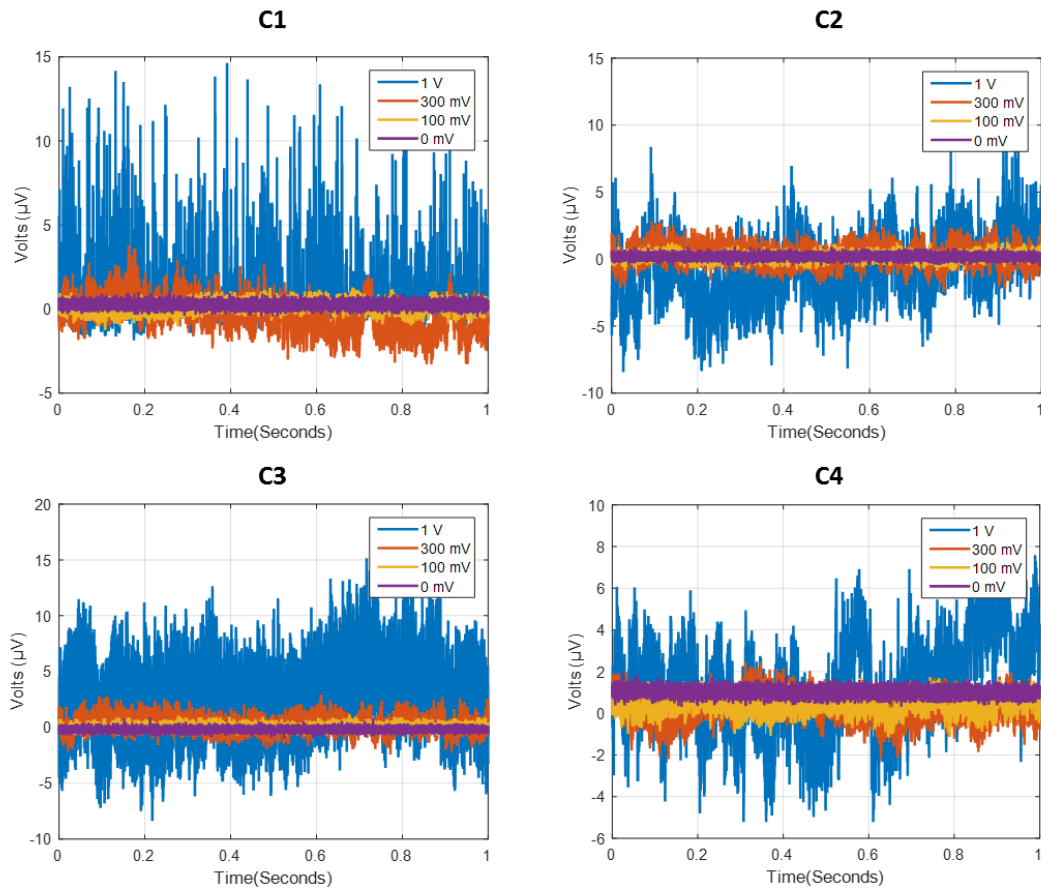 C1
15
10
5
0
-5
Volts (µV)
0 0.2 0.4 0.6 0.8 1
Time(Seconds)
1 V
300 mV
100 mV
0 mV
C2
15
10
5
0
-5
-10
Volts (µV)
0 0.2 0.4 0.6 0.8 1
Time(Seconds)
1 V
300 mV
100 mV
0 mV
C3
20
15
10
5
0
-5
-10
Volts (µV)
0 0.2 0.4 0.6 0.8 1
Time(Seconds)
1 V
300 mV
100 mV
0 mV
C4
10
8
6
4
2
0
-2
-4
-6
Volts (µV)
0 0.2 0.4 0.6 0.8 1
Time(Seconds)
1 V
300 mV
100 mV
0 mV